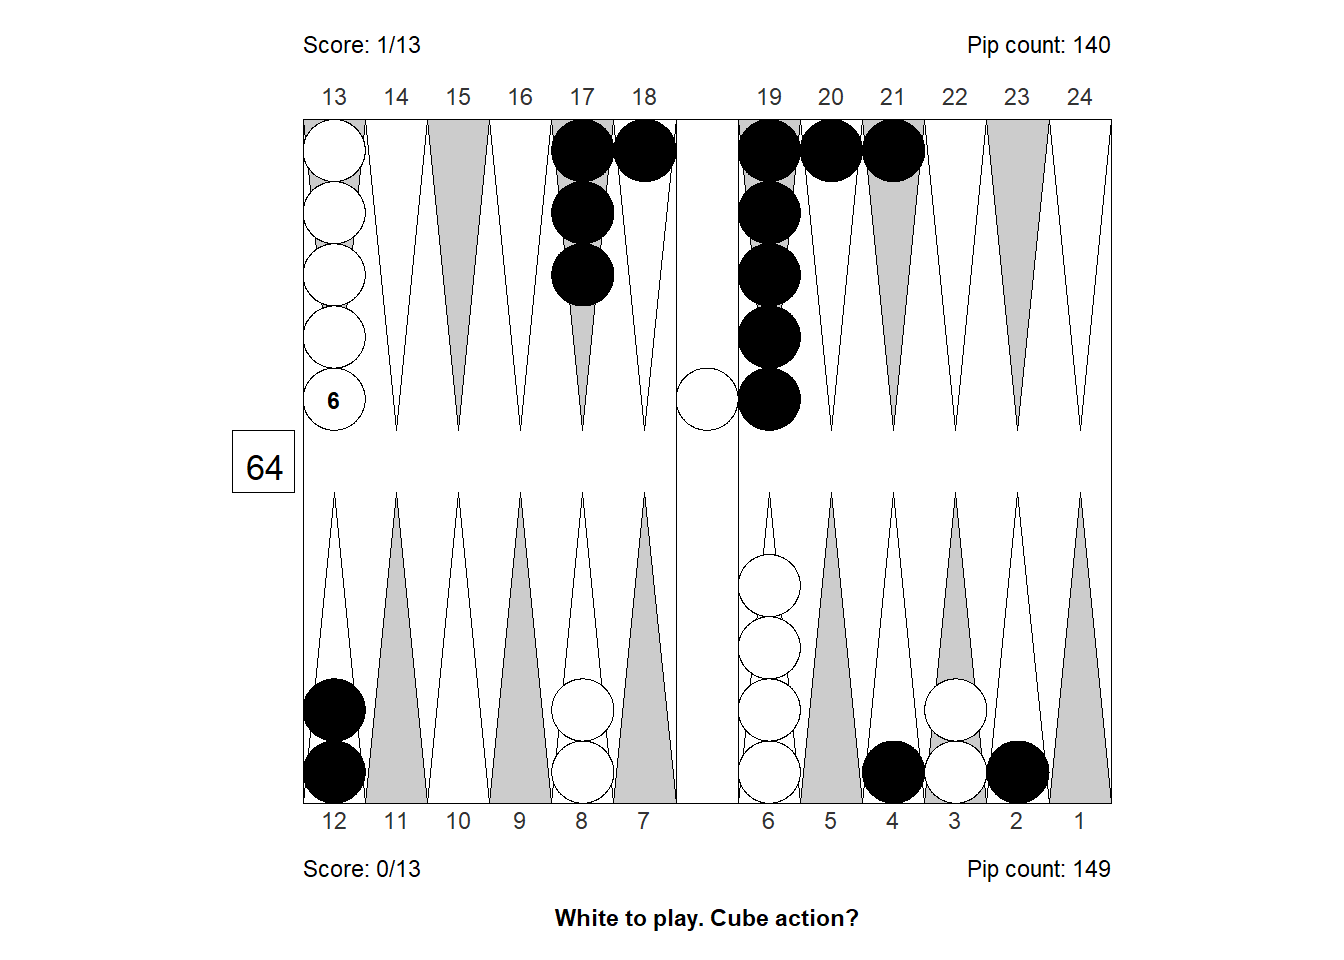 Score: 1/13 Pip count: 140
13 14 15 16 17 18 19 20 21 22 23 24
6
64
12 11 10 9 8 7 6 5 4 3 2 1
Score: 0/13 Pip count: 149
White to play. Cube action?